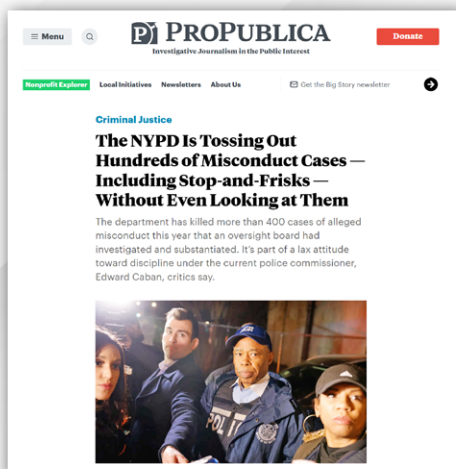 Menu
PROPUBLICA
Donate
Investigative Journalism in the Public Interest
Nonprofit Explorer Local Initiatives Newsletters About Us Get the Big Story newsletter
Criminal Justice
The NYPD Is Tossing Out
Hundreds of Misconduct Cases —
Including Stop-and-Frisks —
Without Even Looking at Them
The department has killed more than 400 cases of alleged
misconduct this year that an oversight board had
investigated and substantiated. It's part of a lax attitude
toward discipline under the current police commissioner,
Edward Caban, critics say.
POLICE